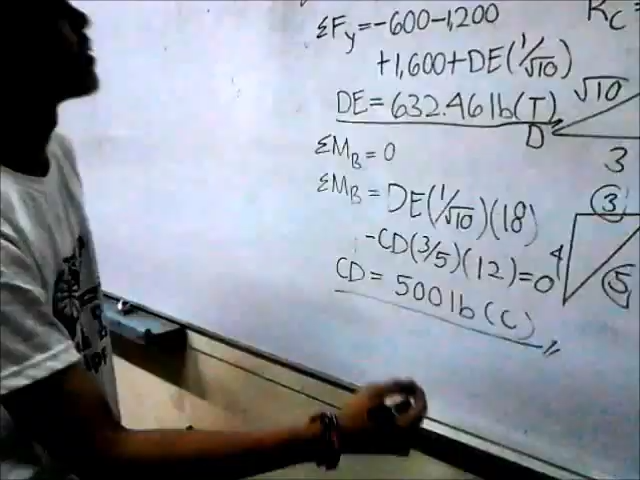 ΣFy=-600-1,200
+1,600+DE(1/√10)
DE=632.46 lb(T)
ΣMB=0
ΣMB=DE(1/√10)(18)
-CD(3/5)(12)=0
CD=500 lb(C)
RC=
√10
D
3
3
4
5